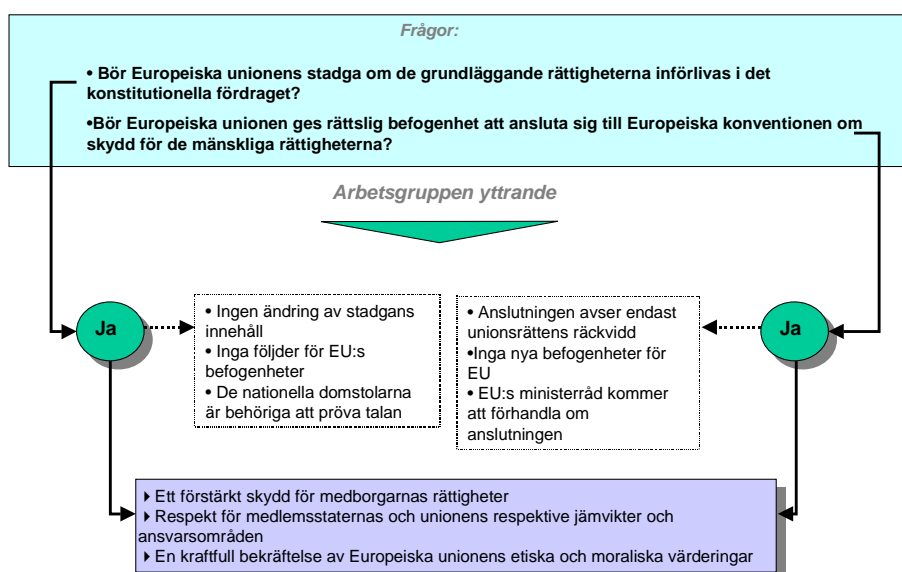 Frågor:
• Bör Europeiska unionens stadga om de grundläggande rättigheterna införlivas i det
konstitutionella fördraget?
•Bör Europeiska unionen ges rättslig befogenhet att ansluta sig till Europeiska konventionen om
skydd för de mänskliga rättigheterna?
Arbetsgruppen yttrande
Ja
• Ingen ändring av stadgans
innehåll
• Inga följder för EU:s
befogenheter
• De nationella domstolarna
är behöriga att pröva talan
• Anslutningen avser endast
unionsrättens räckvidd
•Inga nya befogenheter för
EU
• EU:s ministerråd kommer
att förhandla om
anslutningen
Ja
Ett förstärkt skydd för medborgarnas rättigheter
Respekt för medlemsstaternas och unionens respektive jämvikter och
ansvarsområden
En kraftfull bekräftelse av Europeiska unionens etiska och moraliska värderingar